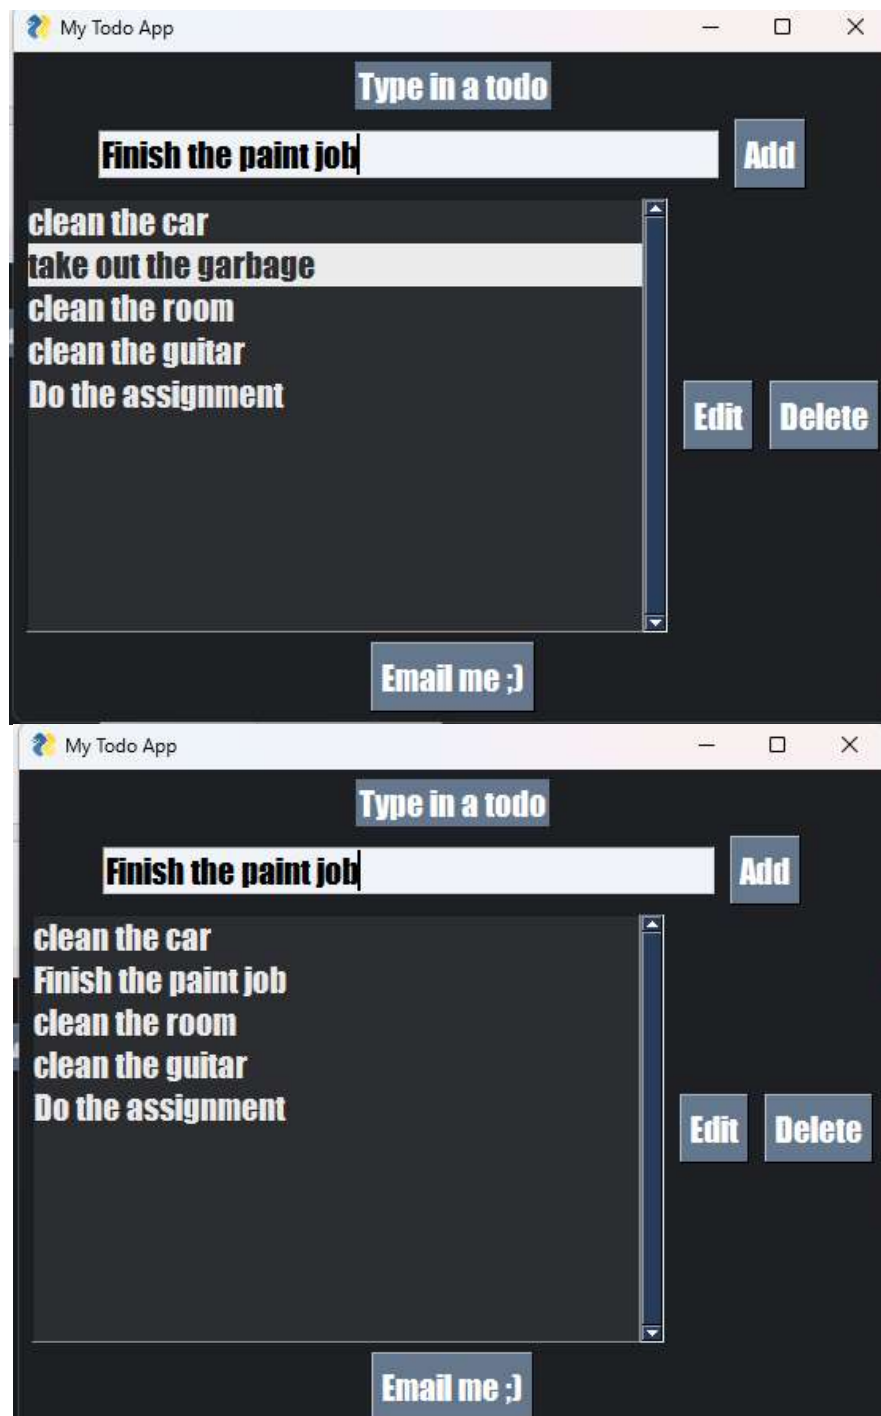 My Todo App
Type in a todo
Finish the paint job Add
clean the car
take out the garbage
clean the room
clean the guitar
Do the assignment
Edit Delete
Email me ;)
My Todo App
Type in a todo
Finish the paint job Add
clean the car
Finish the paint job
clean the room
clean the guitar
Do the assignment
Edit Delete
Email me ;)